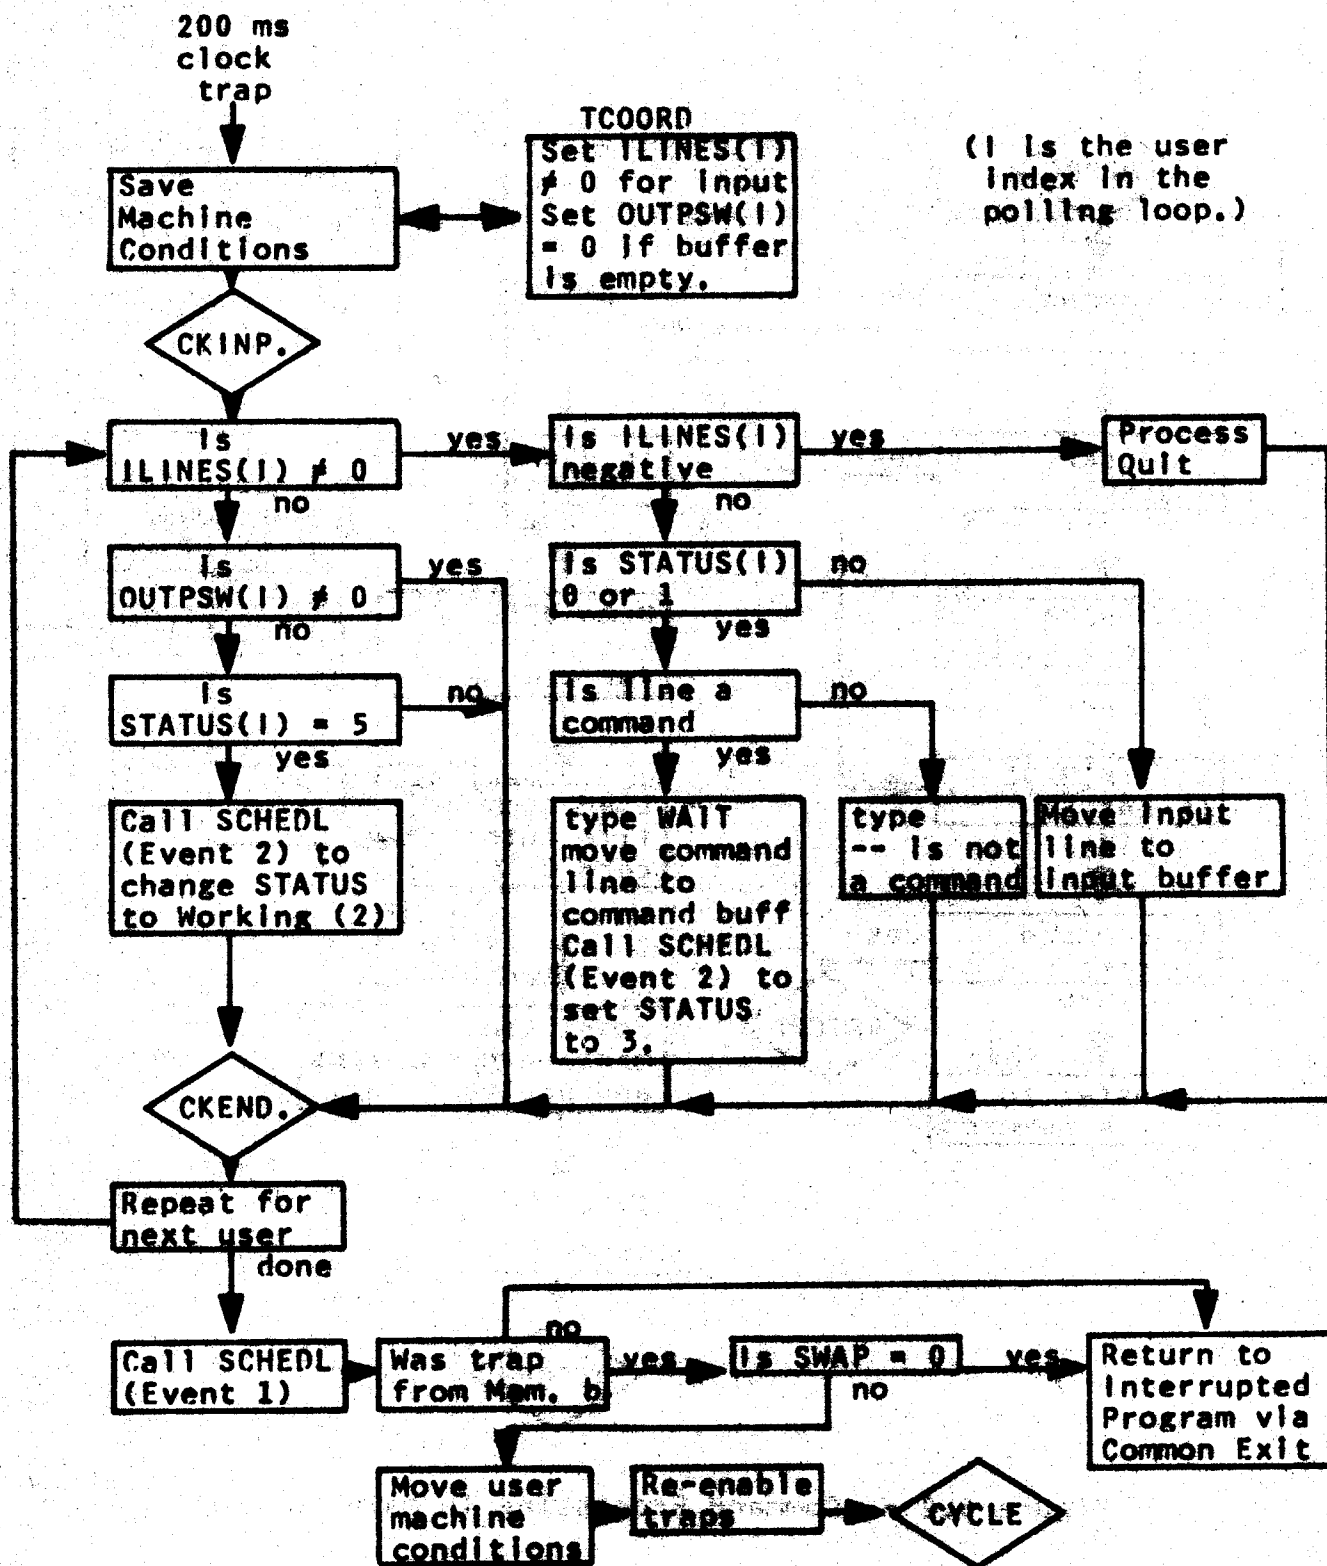 200 ms
clock
trap
TCOORD
Set ILINES(I)
≠ 0 for input
Set OUTPSW(I)
= 0 if buffer
is empty.
(I is the user
index in the
polling loop.)
Save
Machine
Conditions
CKINP.
Is
ILINES(I) ≠ 0
yes
no
Is ILINES(I)
negative
yes
no
Process
Quit
Is
OUTPSW(I) ≠ 0
yes
no
Is STATUS(I)
0 or 1
no
yes
Is
STATUS(I) = 5
no
yes
Is line a
command
no
yes
Call SCHEDL
(Event 2) to
change STATUS
to Working (2)
type WAIT
move command
line to
command buff
Call SCHEDL
(Event 2) to
set STATUS
to 3.
type
-- is not
a command
Move input
line to
input buffer
CKEND.
Repeat for
next user
done
Call SCHEDL
(Event 1)
no
Was trap
from Mem. b
yes
Is SWAP = 0
yes
no
Return to
Interrupted
Program via
Common Exit
Move user
machine
conditions
Re-enable
traps
CYCLE